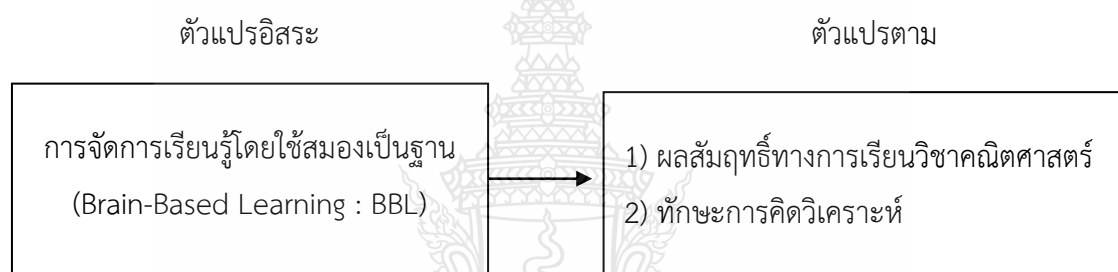 ตัวแปรอิสระ
ตัวแปรตาม
การจัดการเรียนรู้โดยใช้สมองเป็นฐาน
(Brain-Based Learning : BBL)
1) ผลสัมฤทธิ์ทางการเรียนวิชาคณิตศาสตร์
2) ทักษะการคิดวิเคราะห์